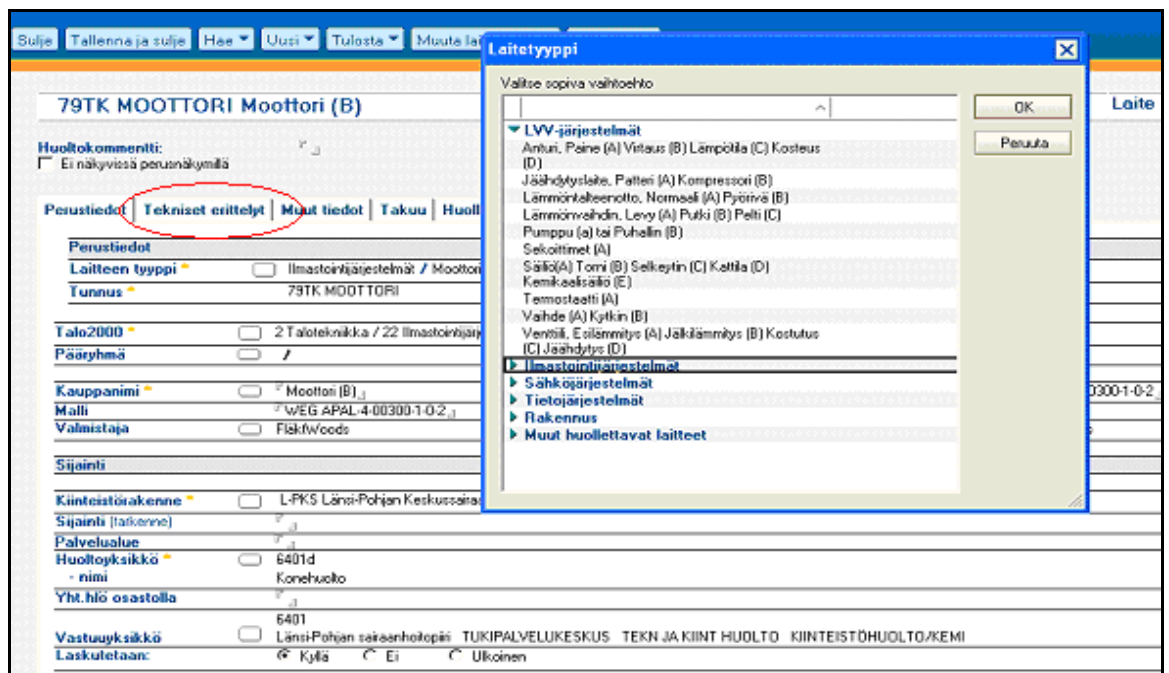 Sulje Tallenna ja sulje Hae Uusi Tulosta Muuta
Laitetyyppi
Valitse sopiva vaihtoehto
OK
Peruuta
LVV-järjestelmät
Anturi, Paine (A) Virtaus (B) Lämpötila (C) Kosteus
(D)
Jäähdytyslaite, Patteri (A) Kompressori (B)
Lämmöntalteenotto, Normaali (A) Pyörivä (B)
Lämmönvaihdin, Levy (A) Putki (B) Pelti (C)
Pumppu (a) tai Puhallin (B)
Sekoittimet (A)
Säiliö(A) Torni (B) Selkeytin (C) Kattila (D)
Kemikaalisäiliö (E)
Termostaatti (A)
Vaihde (A) Kytkin (B)
Venttiili, Esilämmitys (A) Jälkilämmitys (B) Kostutus
(C) Jäähdytys (D)
Ilmastointijärjestelmät
Sähköjärjestelmät
Tietojärjestelmät
Rakennus
Muut huollettavat laitteet
79TK MOOTTORI Moottori (B) Laite
Huoltokommentti:
Ei näkyvissä perusnäkymillä
Perustiedot Tekniset erittelyt Muut tiedot Takuu Huoll
Perustiedot
Laitteen tyyppi * Ilmastointijärjestelmät / Moottori
Tunnus * 79TK MOOTTORI
Talo2000 * 2 Talotekniikka / 22 Ilmastointijärj
Pääryhmä /
Kauppanimi * Moottori (B) 0300-1-0-2
Malli WEG APAL-4-00300-1-0-2
Valmistaja FläktWoods s
Sijainti
Kiinteistörakenne * L-PKS Länsi-Pohjan Keskussairaa
Sijainti (tarkenne)
Palvelualue
Huoltoyksikkö * 6401d
- nimi Konehuolto
Yht.hlö osastolla
6401
Vastuuyksikkö Länsi-Pohjan sairaanhoitopiiri TUKIPALVELUKESKUS TEKN JA KIINT HUOLTO KIINTEISTÖHUOLTO/KEMI
Laskutetaan: Kyllä Ei Ulkoinen